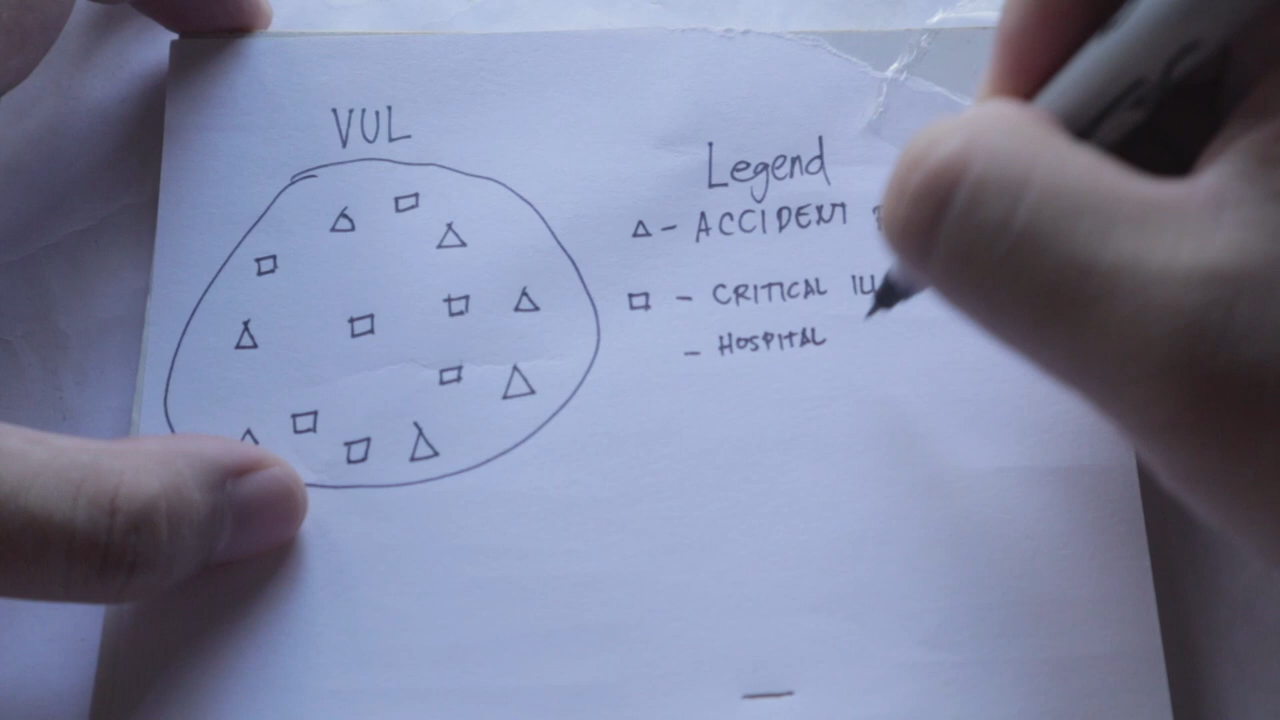 VUL
Legend
△ - ACCIDENT
□ - CRITICAL
- HOSPITAL